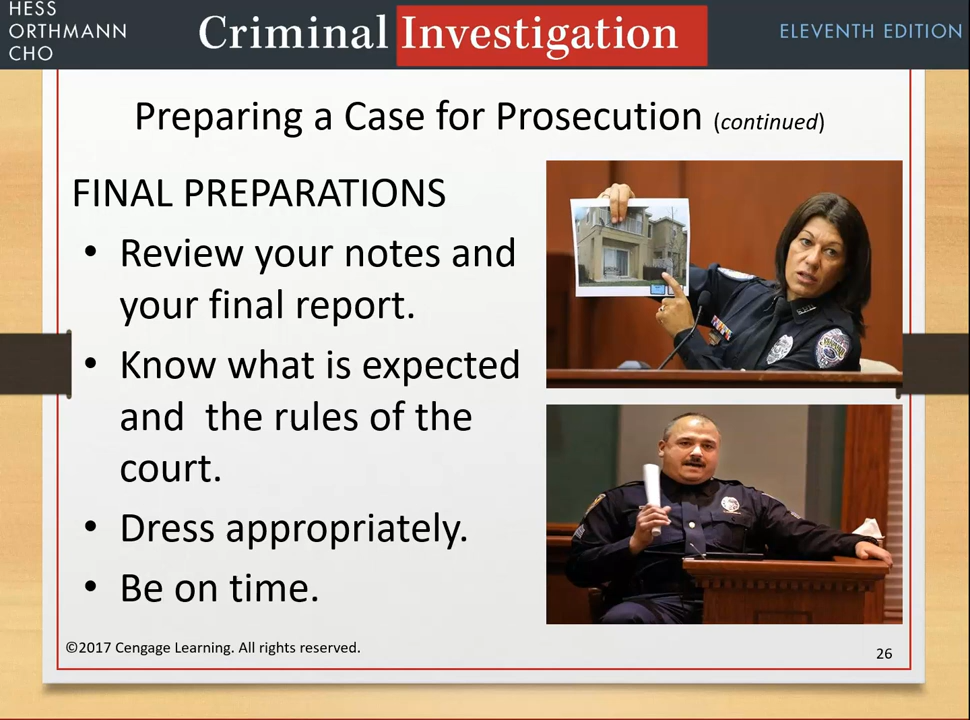 HESS
ORTHMANN
CHO
Criminal Investigation
ELEVENTH EDITION
Preparing a Case for Prosecution (continued)
FINAL PREPARATIONS
• Review your notes and
your final report.
• Know what is expected
and  the rules of the
court.
• Dress appropriately.
• Be on time.
©2017 Cengage Learning. All rights reserved.
26